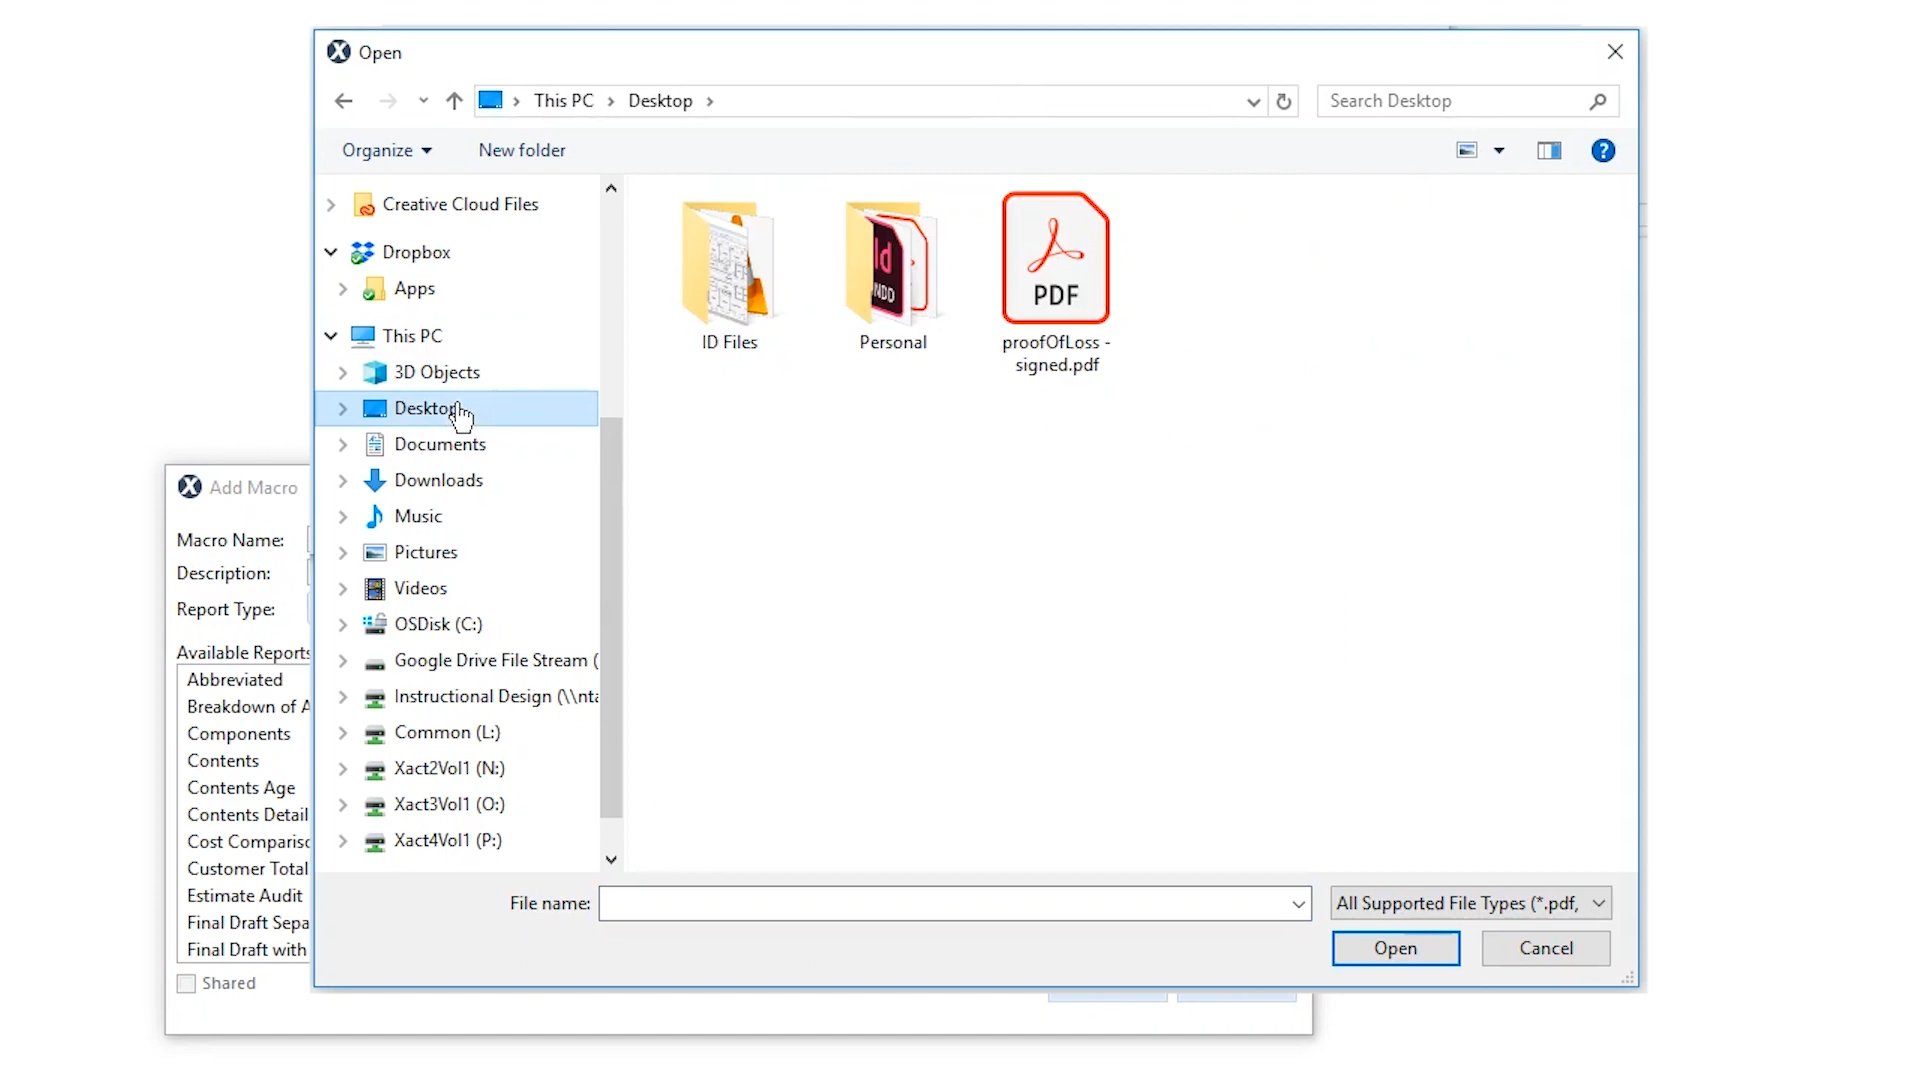 Open
This PC
Desktop
Search Desktop
Organize
New folder
Creative Cloud Files
Dropbox
Apps
This PC
3D Objects
Desktop
Documents
Downloads
Music
Pictures
Videos
OSDisk (C:)
Google Drive File Stream (
Instructional Design (\\nta
Common (L:)
Xact2Vol1 (N:)
Xact3Vol1 (O:)
Xact4Vol1 (P:)
ID Files
Id
NDD
Personal
PDF
proofOfLoss -
signed.pdf
File name:
All Supported File Types (*.pdf,
Open
Cancel
Add Macro
Macro Name:
Description:
Report Type:
Available Reports
Abbreviated
Breakdown of A
Components
Contents
Contents Age
Contents Detail
Cost Compariso
Customer Total
Estimate Audit
Final Draft Sepa
Final Draft with
Shared